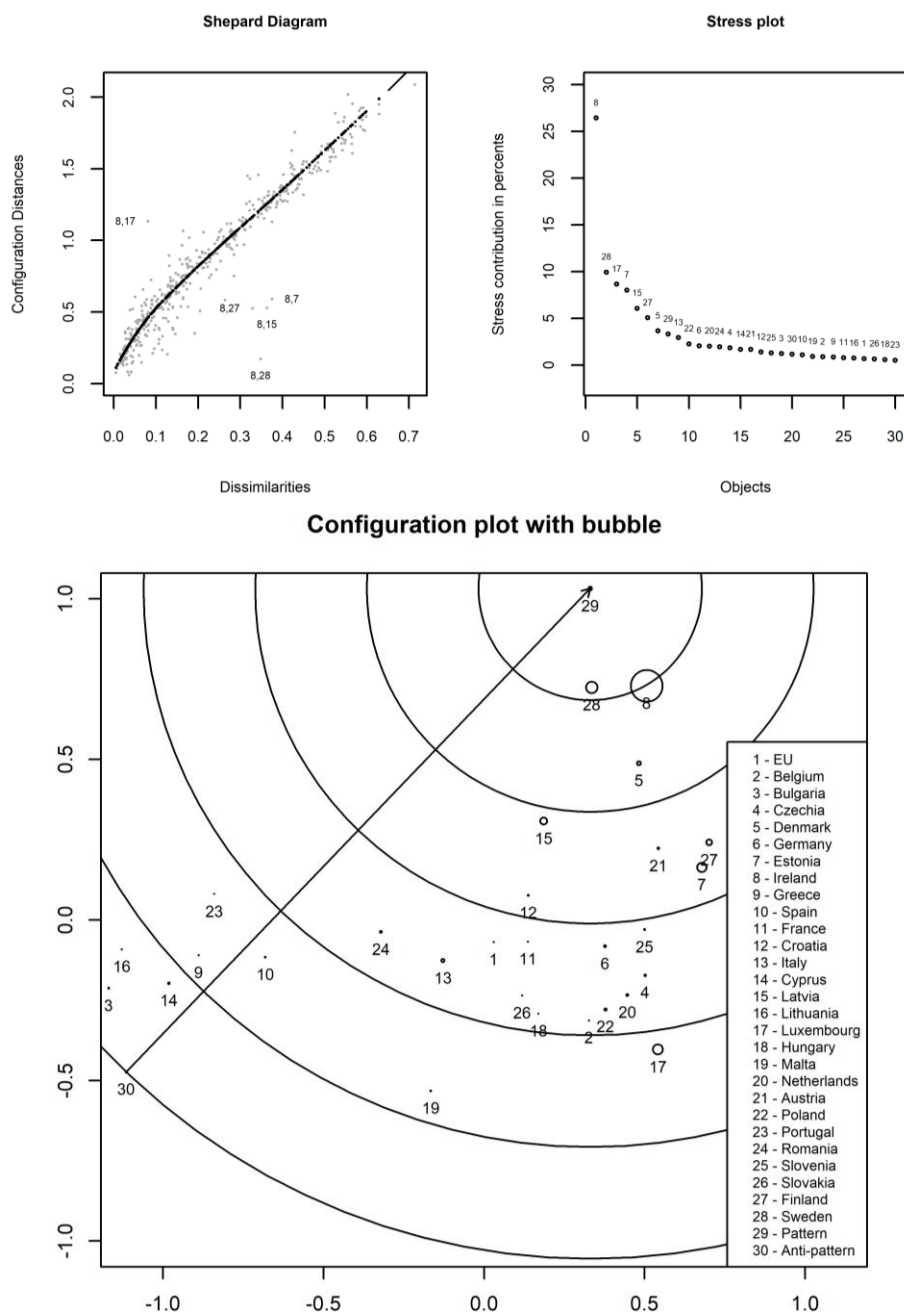 Shepard Diagram
Configuration Distances
0.0 0.5 1.0 1.5 2.0
8,17
8,27
8,7
8,15
8,28
0.0 0.1 0.2 0.3 0.4 0.5 0.6 0.7
Dissimilarities
Stress plot
Stress contribution in percents
0 5 10 15 20 25 30
8
28
17
7
15
27
5
29
13
22 6 20 24 4 14 21 12 25 3 30 10 19 2 24 9 11 16 1 26 18 23
0 5 10 15 20 25 30
Objects
Configuration plot with bubble
1.0
29
28
8
0.5
5
15
21
27
7
0.0
23
12
24
16
9
10
13
1
11
6
25
3
14
26
18
2
22
20
4
17
-0.5
30
19
-1.0
1 - EU
2 - Belgium
3 - Bulgaria
4 - Czechia
5 - Denmark
6 - Germany
7 - Estonia
8 - Ireland
9 - Greece
10 - Spain
11 - France
12 - Croatia
13 - Italy
14 - Cyprus
15 - Latvia
16 - Lithuania
17 - Luxembourg
18 - Hungary
19 - Malta
20 - Netherlands
21 - Austria
22 - Poland
23 - Portugal
24 - Romania
25 - Slovenia
26 - Slovakia
27 - Finland
28 - Sweden
29 - Pattern
30 - Anti-pattern
-1.0 -0.5 0.0 0.5 1.0